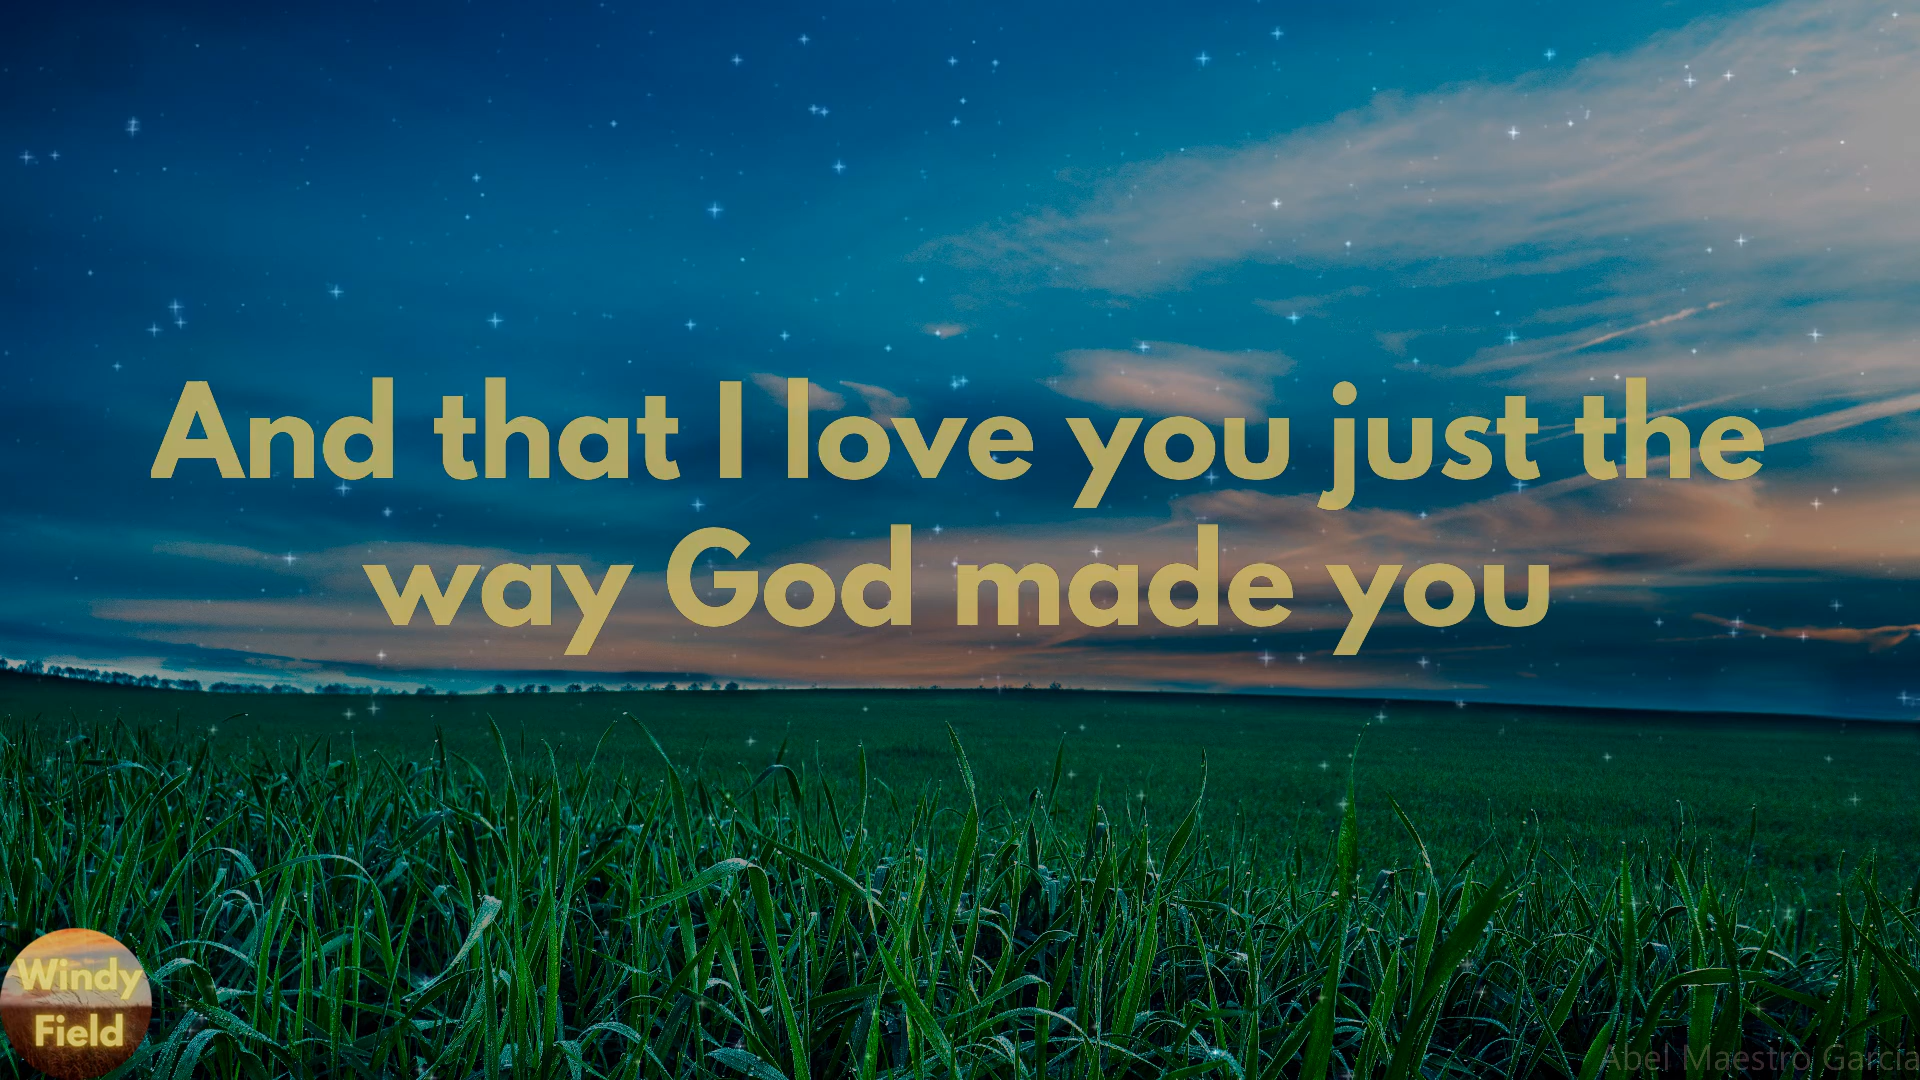 And that I love you just the
way God made you
Windy
Field
Abel Maestro García